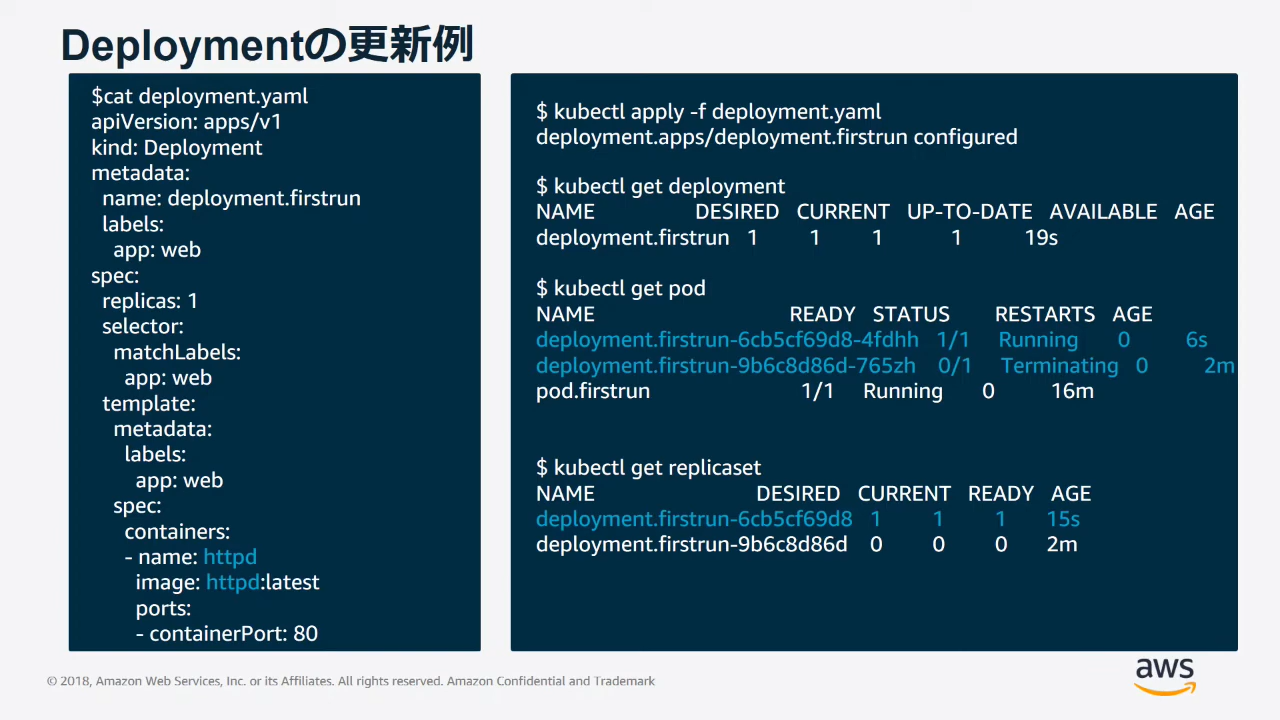 Deploymentの更新例
$cat deployment.yaml
apiVersion: apps/v1
kind: Deployment
metadata:
  name: deployment.firstrun
  labels:
    app: web
spec:
  replicas: 1
  selector:
    matchLabels:
      app: web
  template:
    metadata:
      labels:
        app: web
    spec:
      containers:
      - name: httpd
        image: httpd:latest
        ports:
        - containerPort: 80
$ kubectl apply -f deployment.yaml
deployment.apps/deployment.firstrun configured
$ kubectl get deployment
NAME DESIRED CURRENT UP-TO-DATE AVAILABLE AGE
deployment.firstrun 1 1 1 1 19s
$ kubectl get pod
NAME READY STATUS RESTARTS AGE
deployment.firstrun-6cb5cf69d8-4fdhh 1/1 Running 0 6s
deployment.firstrun-9b6c8d86d-765zh 0/1 Terminating 0 2m
pod.firstrun 1/1 Running 0 16m
$ kubectl get replicaset
NAME DESIRED CURRENT READY AGE
deployment.firstrun-6cb5cf69d8 1 1 1 15s
deployment.firstrun-9b6c8d86d 0 0 0 2m
© 2018, Amazon Web Services, Inc. or its Affiliates. All rights reserved. Amazon Confidential and Trademark
aws